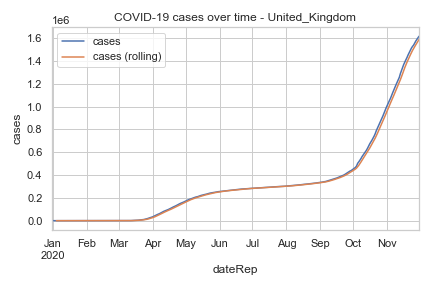 COVID-19 cases over time - United_Kingdom
1e6
cases
cases (rolling)
1.6
1.4
1.2
1.0
0.8
0.6
0.4
0.2
0.0
cases
Jan Feb Mar Apr May Jun Jul Aug Sep Oct Nov
2020
dateRep